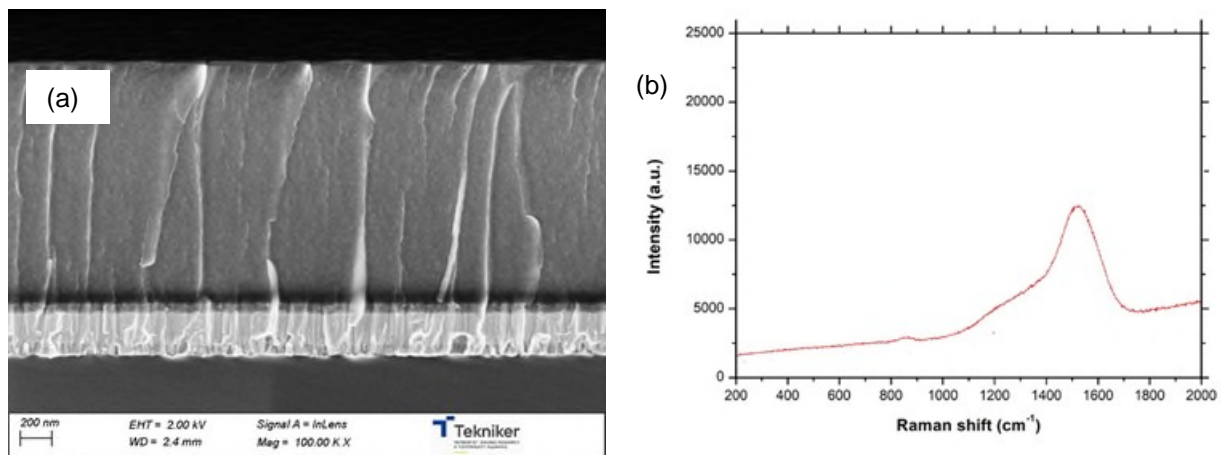 (a)
200 nm
EHT = 2.00 kV
WD = 2.4 mm
Signal A = InLens
Mag = 100.00 K X
Tekniker
(b)
25000
20000
15000
10000
5000
0
Intensity (a.u.)
200 400 600 800 1000 1200 1400 1600 1800 2000
Raman shift (cm⁻¹)